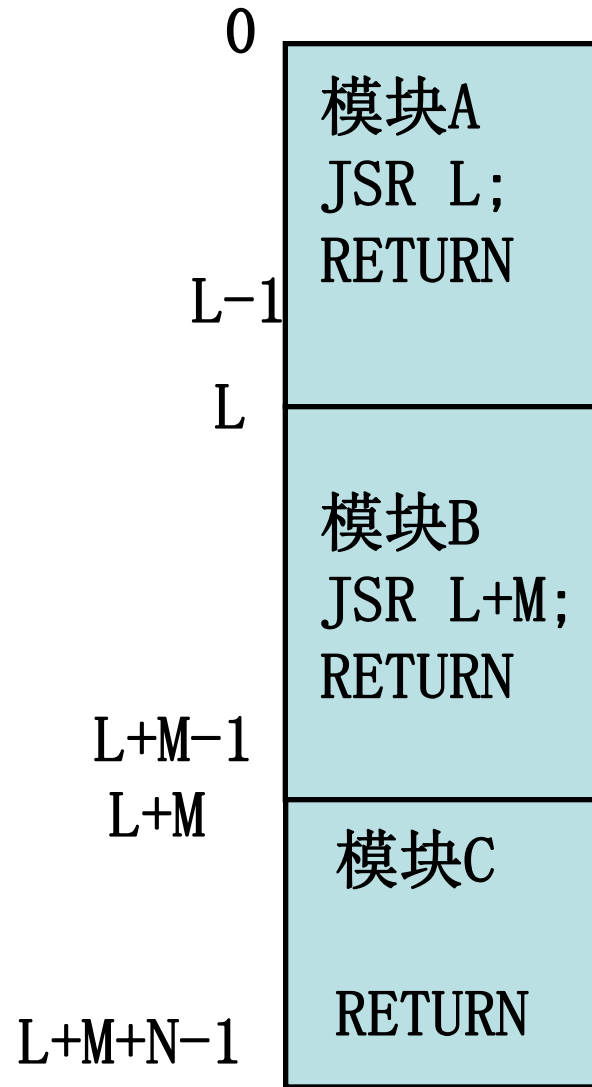 0
模块A
JSR L;
RETURN
L-1
L
模块B
JSR L+M;
RETURN
L+M-1
L+M
模块C
RETURN
L+M+N-1